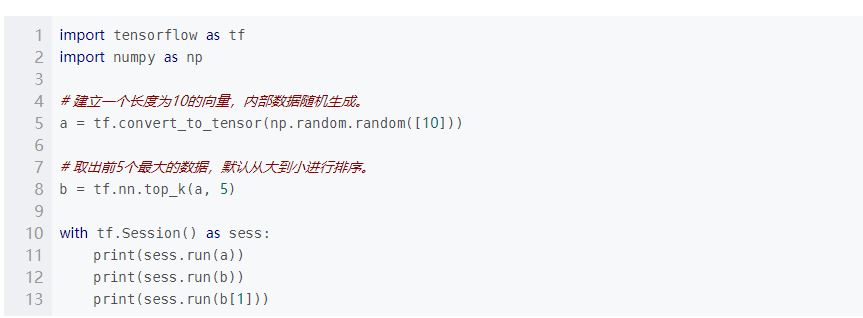 1 import tensorflow as tf
2 import numpy as np
3
4 # 建立一个长度为10的向量，内部数据随机生成。
5 a = tf.convert_to_tensor(np.random.random([10]))
6
7 # 取出前5个最大的数据，默认从大到小进行排序。
8 b = tf.nn.top_k(a, 5)
9
10 with tf.Session() as sess:
11     print(sess.run(a))
12     print(sess.run(b))
13     print(sess.run(b[1]))